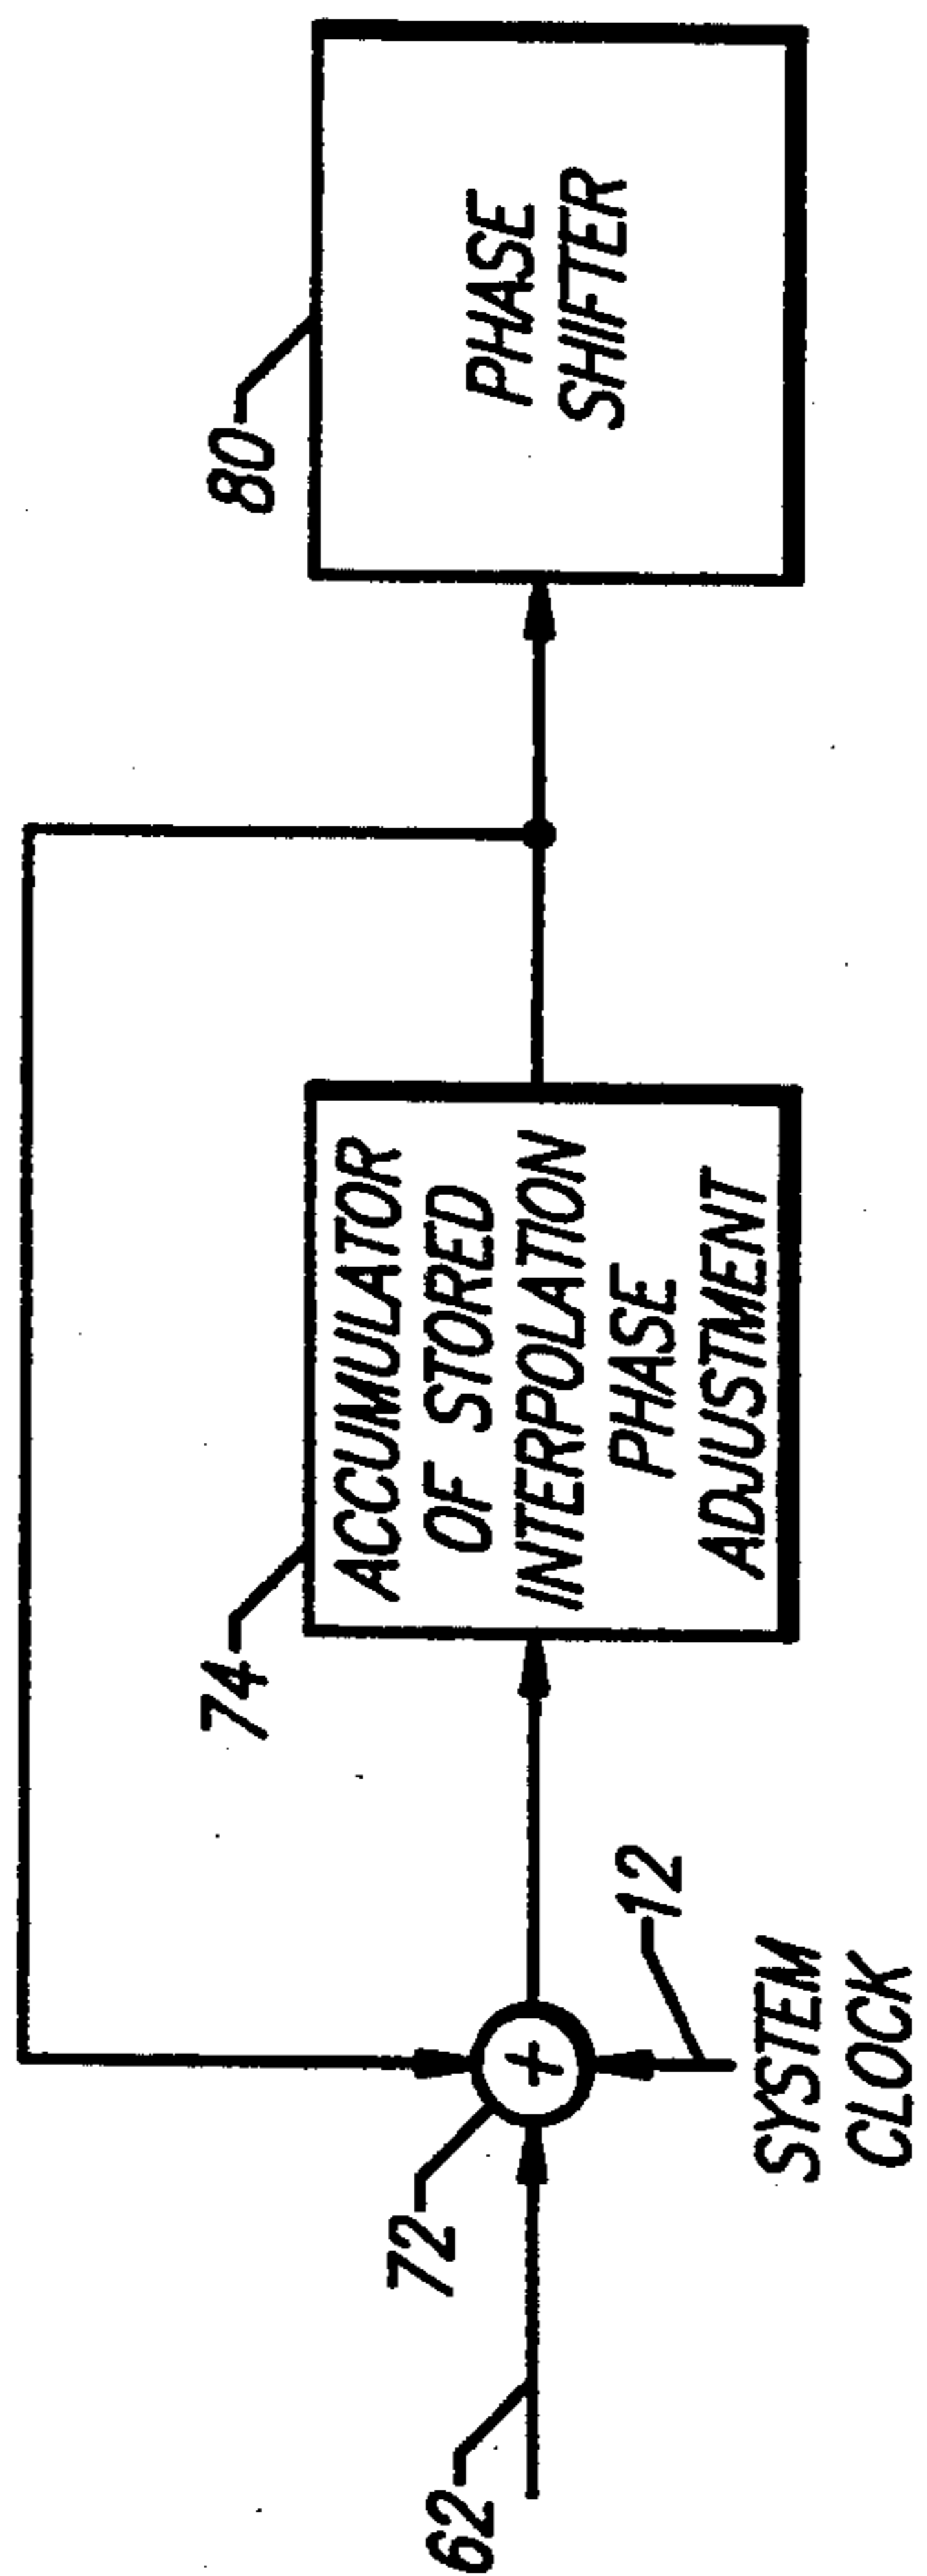 62
72
+
12
SYSTEM
CLOCK
74
ACCUMULATOR
OF STORED
INTERPOLATION
PHASE
ADJUSTMENT
80
PHASE
SHIFTER